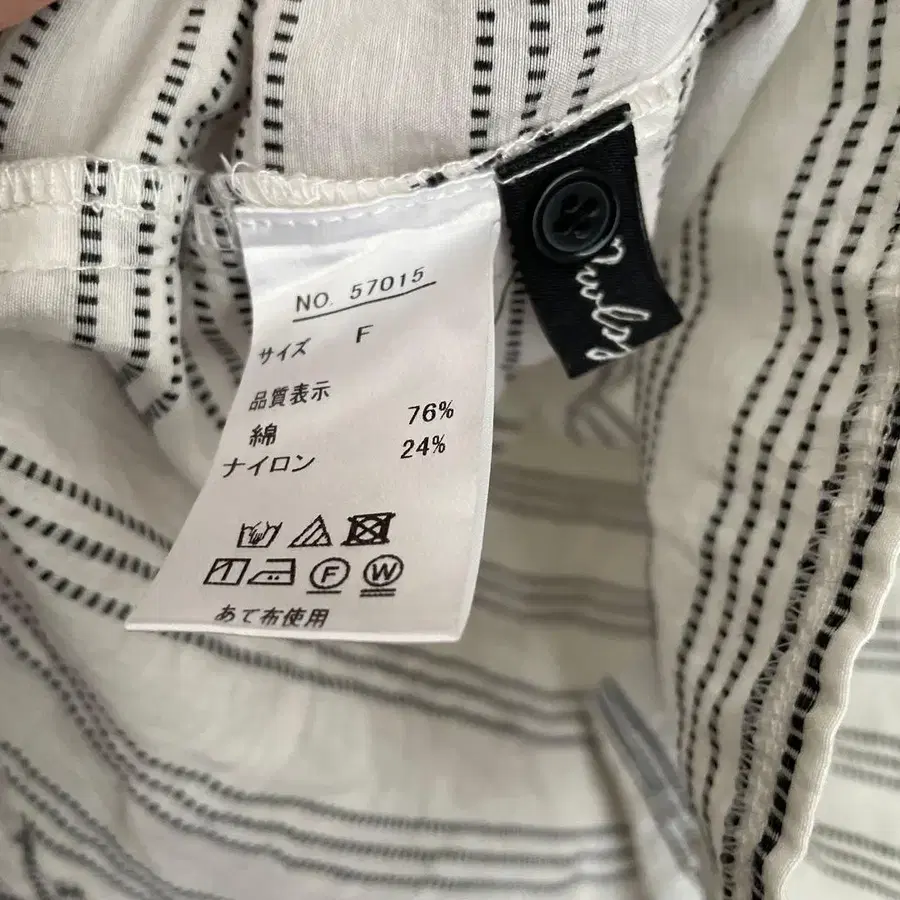 NO. 57015
サイズ F
品質表示
綿 76%
ナイロン 24%
F W
あて布使用